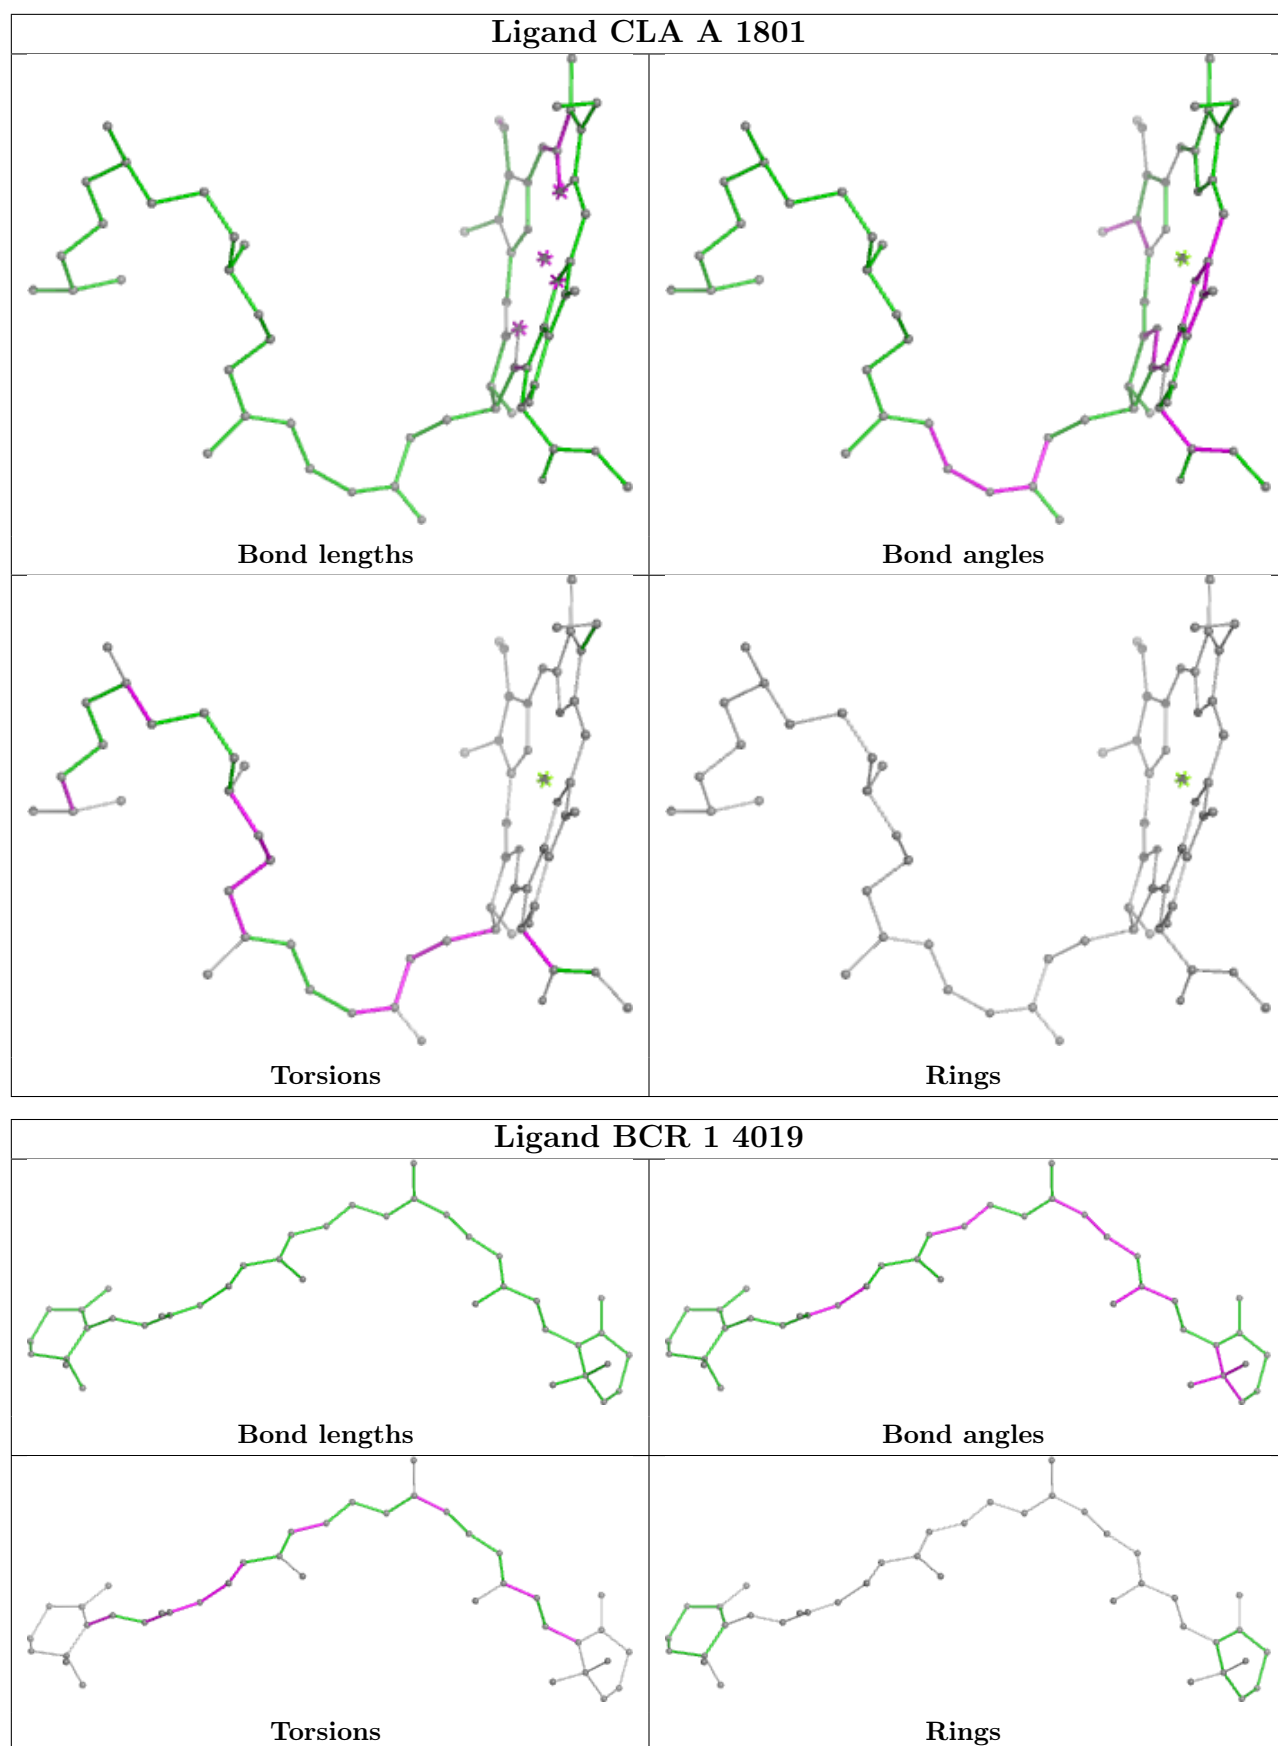 Ligand CLA A 1801
Bond lengths
Bond angles
Torsions
Rings
Ligand BCR 1 4019
Bond lengths
Bond angles
Torsions
Rings